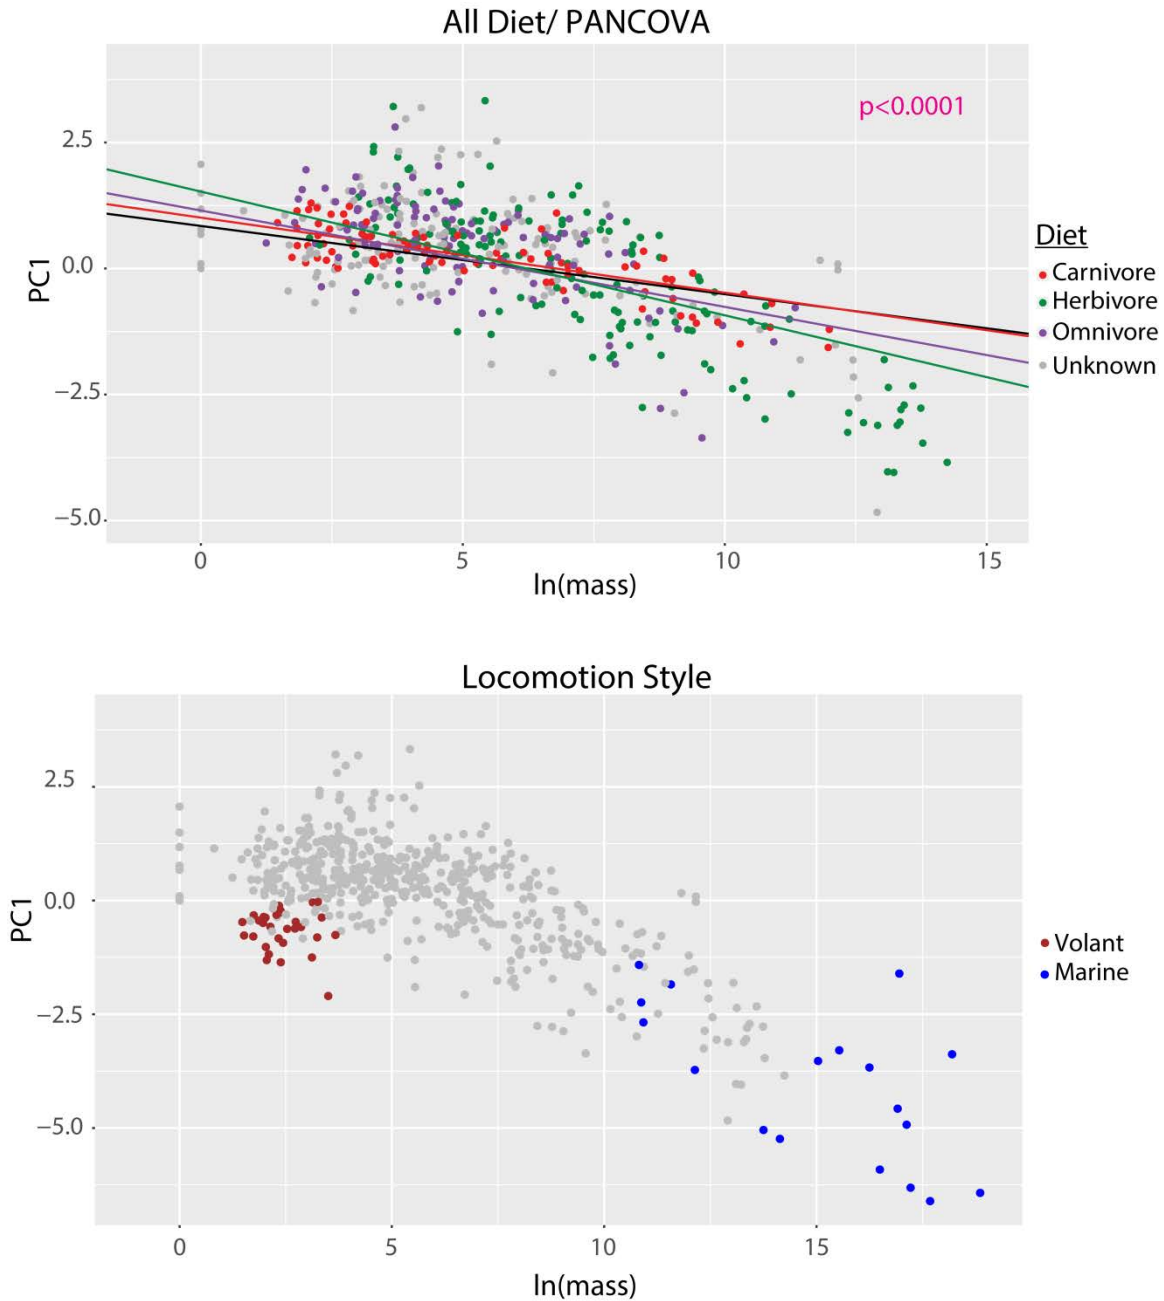 All Diet/ PANCOVA
p<0.0001
2.5
0.0
−2.5
−5.0
PC1
0 5 10 15
ln(mass)
Diet
Carnivore
Herbivore
Omnivore
Unknown
Locomotion Style
2.5
0.0
−2.5
−5.0
PC1
0 5 10 15
ln(mass)
Volant
Marine